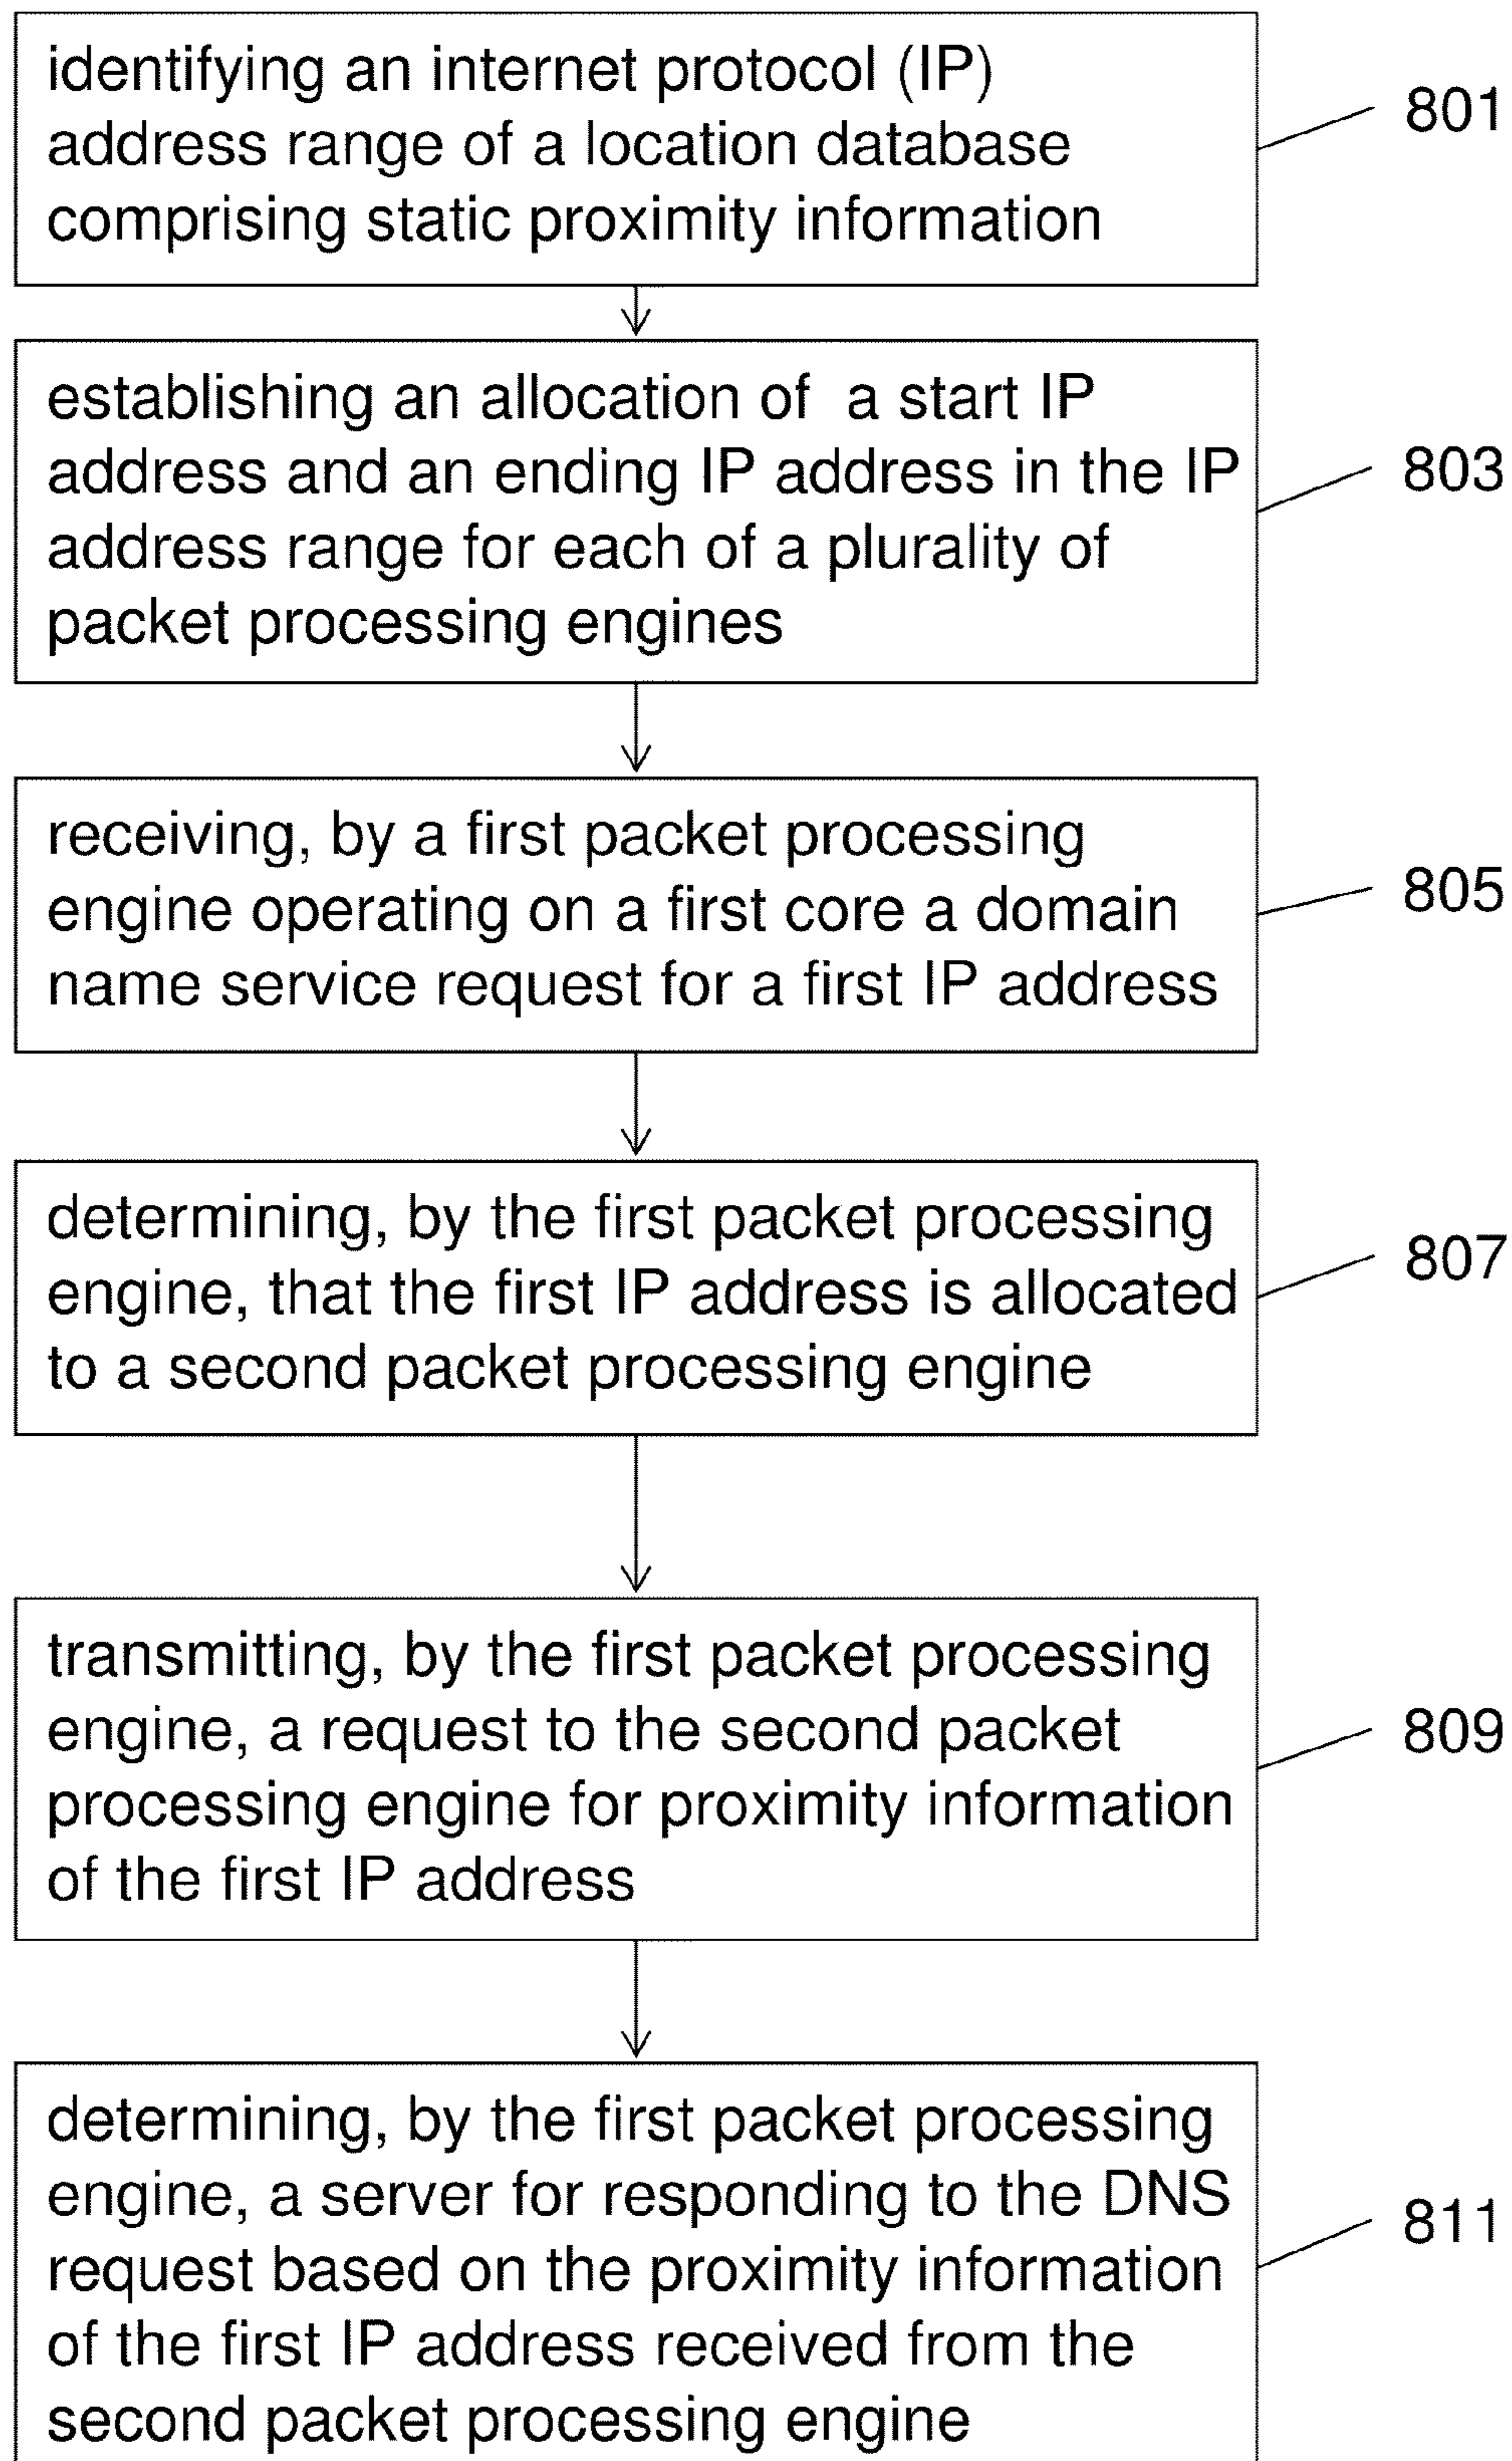 identifying an internet protocol (IP)
address range of a location database
comprising static proximity information
801
establishing an allocation of a start IP
address and an ending IP address in the IP
address range for each of a plurality of
packet processing engines
803
receiving, by a first packet processing
engine operating on a first core a domain
name service request for a first IP address
805
determining, by the first packet processing
engine, that the first IP address is allocated
to a second packet processing engine
807
transmitting, by the first packet processing
engine, a request to the second packet
processing engine for proximity information
of the first IP address
809
determining, by the first packet processing
engine, a server for responding to the DNS
request based on the proximity information
of the first IP address received from the
second packet processing engine
811